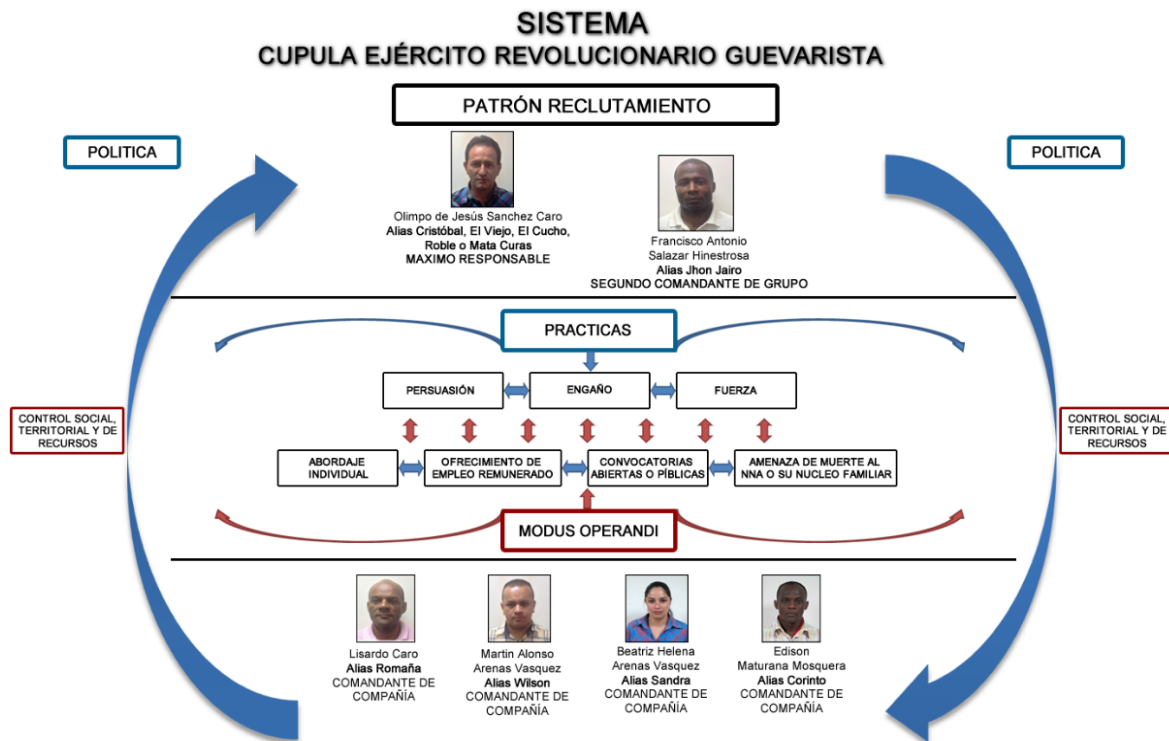 SISTEMA
CUPULA EJÉRCITO REVOLUCIONARIO GUEVARISTA
PATRÓN RECLUTAMIENTO
POLITICA
POLITICA
Olimpo de Jesús Sanchez Caro
Alias Cristóbal, El Viejo, El Cucho,
Roble o Mata Curas
MAXIMO RESPONSABLE
Francisco Antonio
Salazar Hinestrosa
Alias Jhon Jairo
SEGUNDO COMANDANTE DE GRUPO
PRACTICAS
PERSUASIÓN
ENGAÑO
FUERZA
CONTROL SOCIAL,
TERRITORIAL Y DE
RECURSOS
CONTROL SOCIAL,
TERRITORIAL Y DE
RECURSOS
ABORDAJE
INDIVIDUAL
OFRECIMIENTO DE
EMPLEO REMUNERADO
CONVOCATORIAS
ABIERTAS O PÍBLICAS
AMENAZA DE MUERTE AL
NNA O SU NUCLEO FAMILIAR
MODUS OPERANDI
Lisardo Caro
Alias Romaña
COMANDANTE DE
COMPAÑÍA
Martin Alonso
Arenas Vasquez
Alias Wilson
COMANDANTE DE
COMPAÑÍA
Beatriz Helena
Arenas Vasquez
Alias Sandra
COMANDANTE DE
COMPAÑÍA
Edison
Maturana Mosquera
Alias Corinto
COMANDANTE DE
COMPAÑÍA